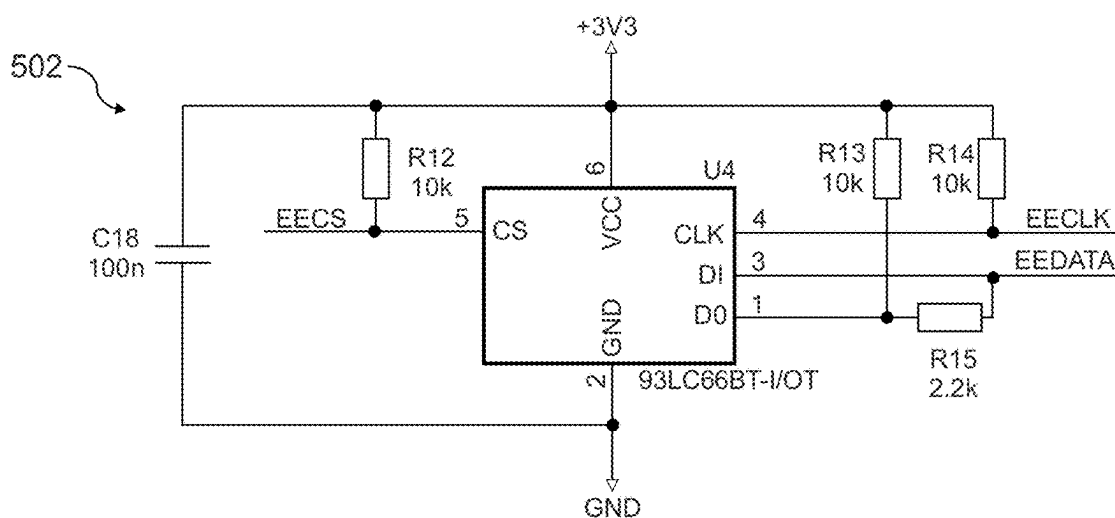 +3V3
502
R12
10k
6
U4
R13
10k
R14
10k
EECS
5
CS
VCC
CLK
4
EECLK
C18
100n
DI
3
EEDATA
GND
D0
1
2
93LC66BT-I/OT
R15
2.2k
GND